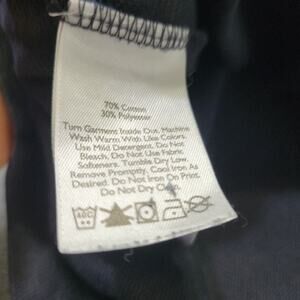 70% Cotton
30% Polyester
Turn Garment Inside Out. Machine
Wash Warm With Like Colors.
Use Mild Detergent. Do Not
Bleach. Do Not Use Fabric
Softeners. Tumble Dry Low.
Remove Promptly. Cool Iron As
Desired. Do Not Iron On Print.
Do Not Dry Clean.
40C